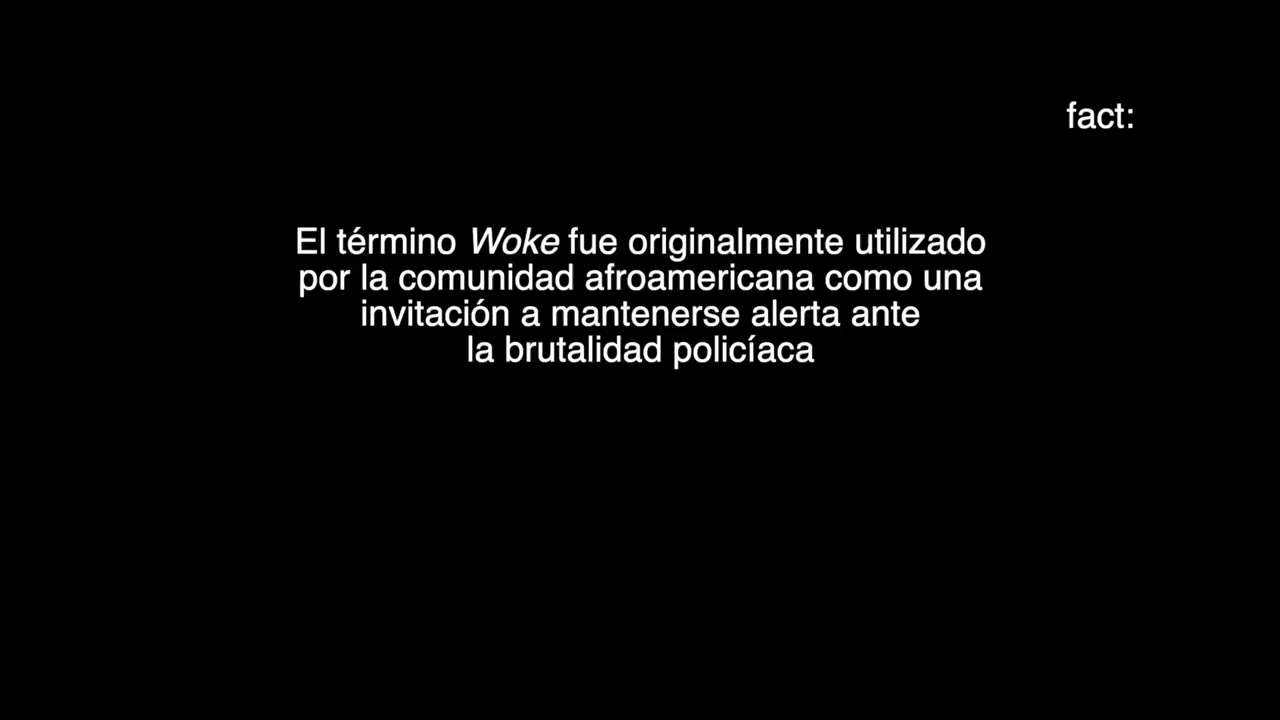 fact:
El término Woke fue originalmente utilizado
por la comunidad afroamericana como una
invitación a mantenerse alerta ante
la brutalidad policíaca